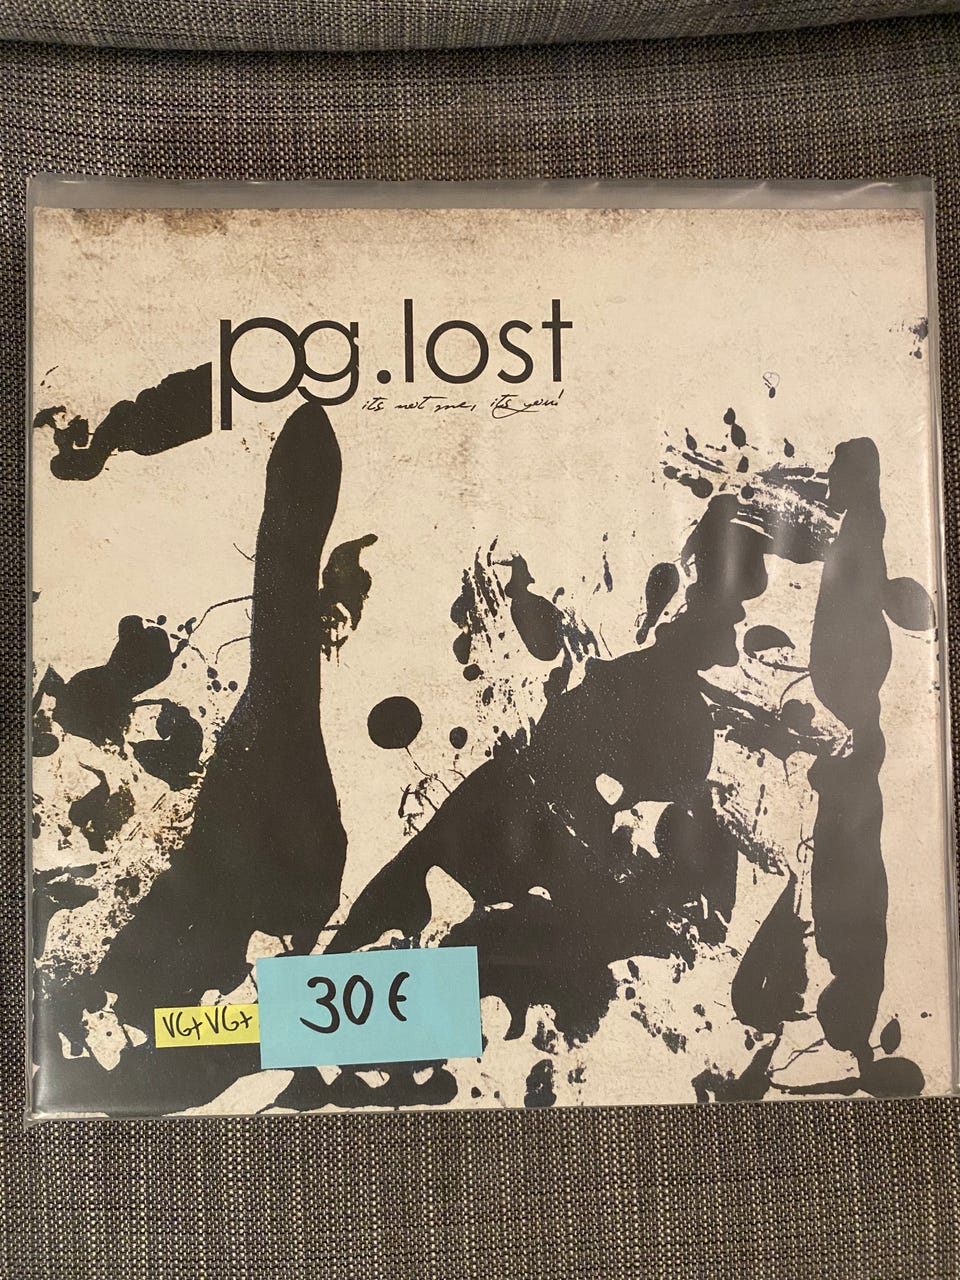 pg.lost
its not me, its you!
30€
VG+ VG+